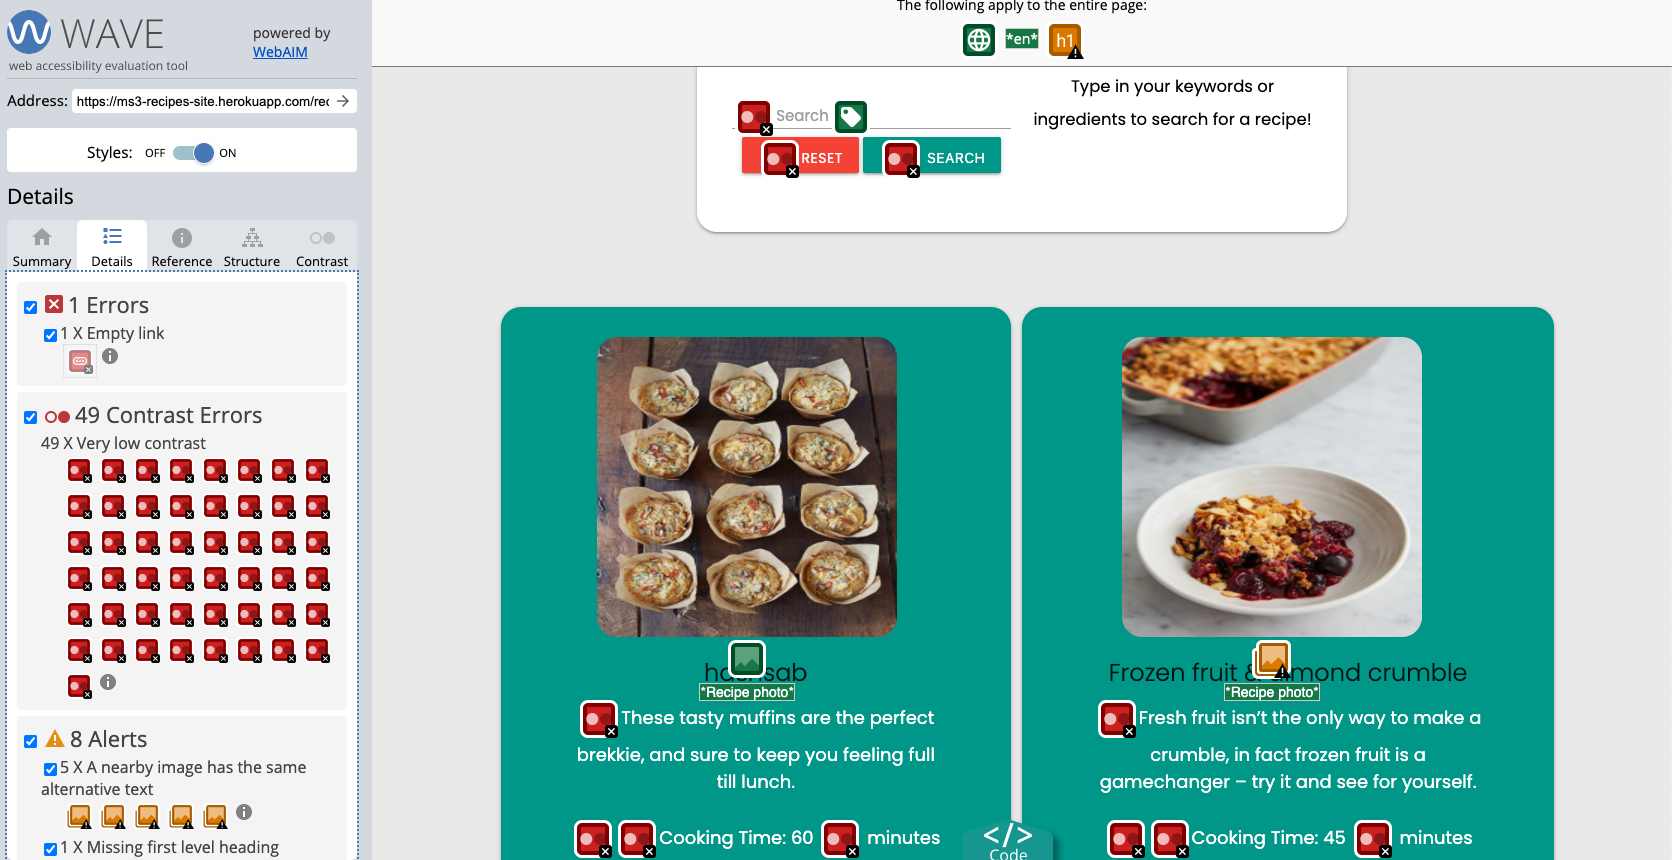 WAVE
powered by
WebAIM
web accessibility evaluation tool
Address: https://ms3-recipes-site.herokuapp.com/rec
Styles: OFF ON
Details
Summary Details Reference Structure Contrast
1 Errors
1 X Empty link
49 Contrast Errors
49 X Very low contrast
8 Alerts
5 X A nearby image has the same
alternative text
1 X Missing first level heading
The following apply to the entire page:
*en* h1
Search
Type in your keywords or
ingredients to search for a recipe!
RESET SEARCH
*Recipe photo*
These tasty muffins are the perfect
brekkie, and sure to keep you feeling full
till lunch.
Cooking Time: 60 minutes
Frozen fruit & almond crumble
*Recipe photo*
Fresh fruit isn’t the only way to make a
crumble, in fact frozen fruit is a
gamechanger – try it and see for yourself.
Cooking Time: 45 minutes
</>
Code